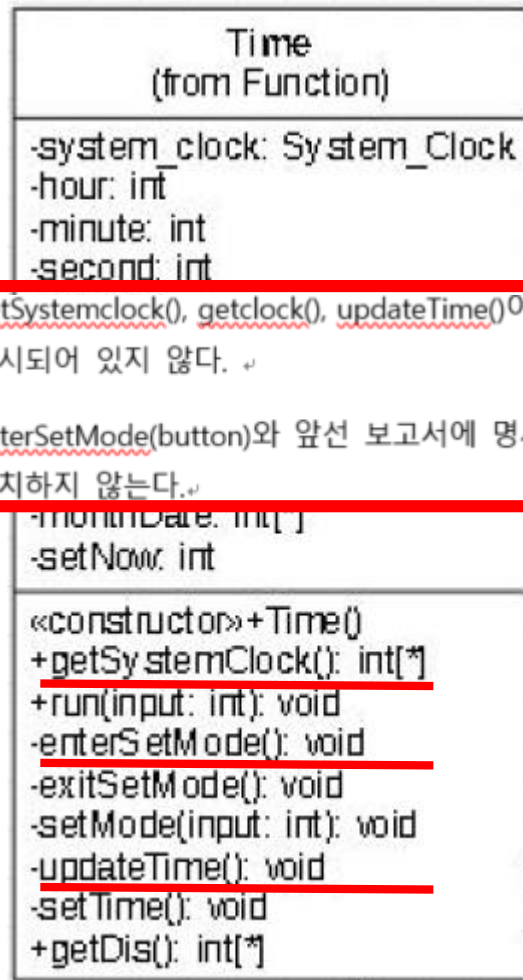 Time
(from Function)
-system_clock: System_Clock
-hour: int
-minute: int
-second: int
tSystemclock(), getclock(), updateTime()이
시되어 있지 않다.
terSetMode(button)와 앞선 보고서에 명
치하지 않는다.
-monthDate: int[*]
-setNow: int
«constructor»+Time()
+getSystemClock(): int[*]
+run(input: int): void
-enterSetMode(): void
-exitSetMode(): void
-setMode(input: int): void
-updateTime(): void
-setTime(): void
+getDis(): int[*]